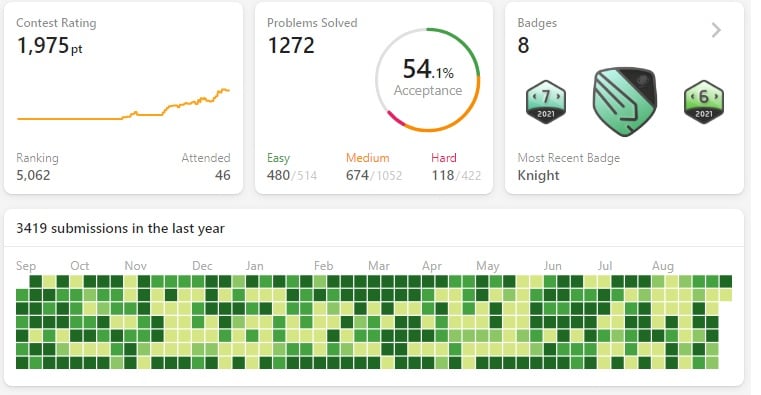 Contest Rating
1,975pt
Ranking
5,062
Attended
46
Problems Solved
1272
54.1%
Acceptance
Easy
480/514
Medium
674/1052
Hard
118/422
Badges
8
7
2021
6
2021
Most Recent Badge
Knight
3419 submissions in the last year
Sep Oct Nov Dec Jan Feb Mar Apr May Jun Jul Aug